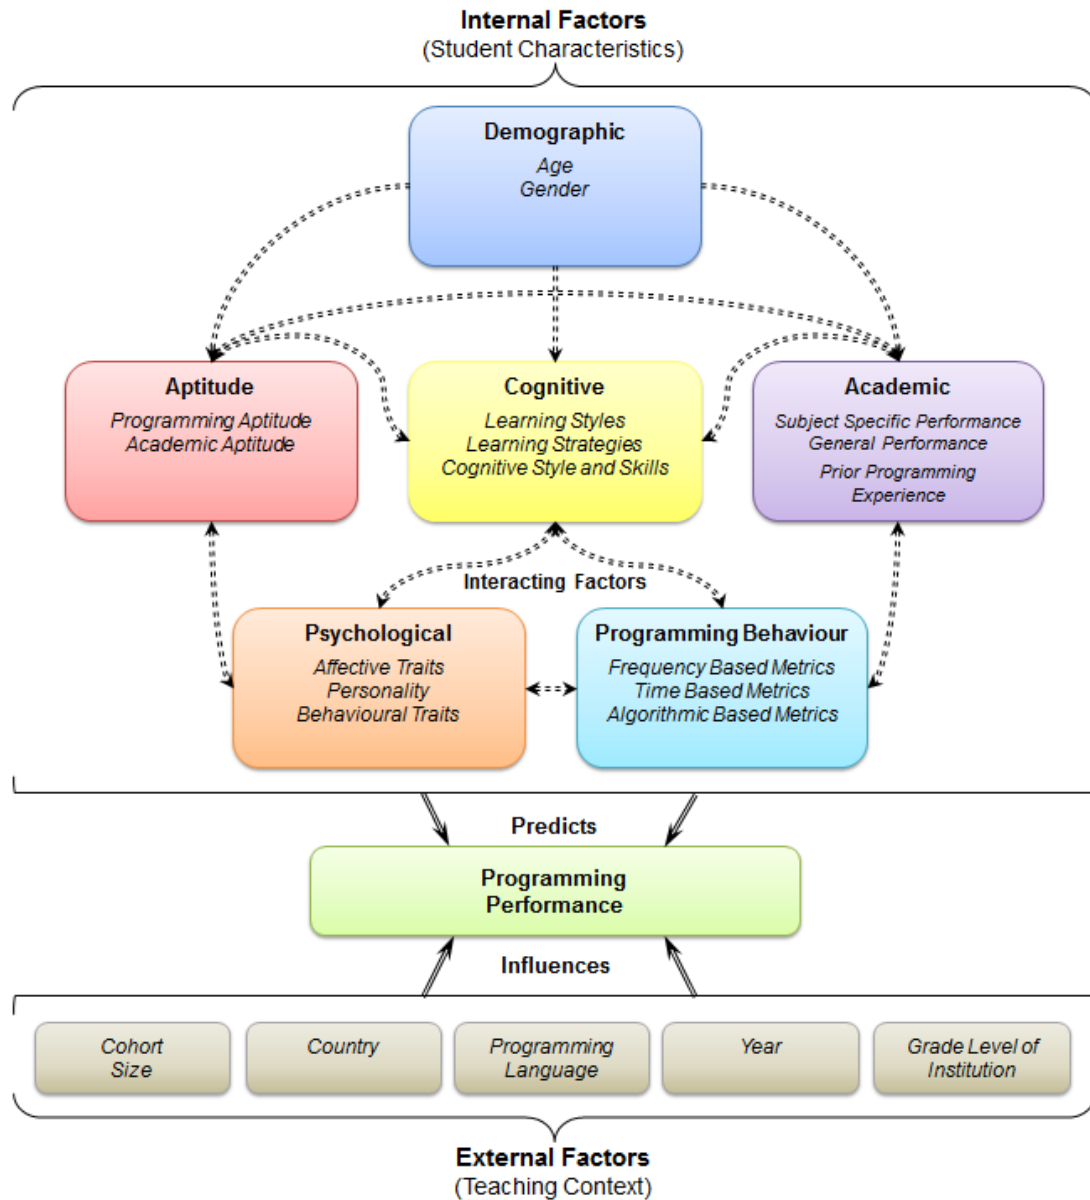 Internal Factors
(Student Characteristics)
Demographic
Age
Gender
Aptitude
Programming Aptitude
Academic Aptitude
Cognitive
Learning Styles
Learning Strategies
Cognitive Style and Skills
Academic
Subject Specific Performance
General Performance
Prior Programming
Experience
Interacting Factors
Psychological
Affective Traits
Personality
Behavioural Traits
Programming Behaviour
Frequency Based Metrics
Time Based Metrics
Algorithmic Based Metrics
Predicts
Programming
Performance
Influences
Cohort
Size
Country
Programming
Language
Year
Grade Level of
Institution
External Factors
(Teaching Context)